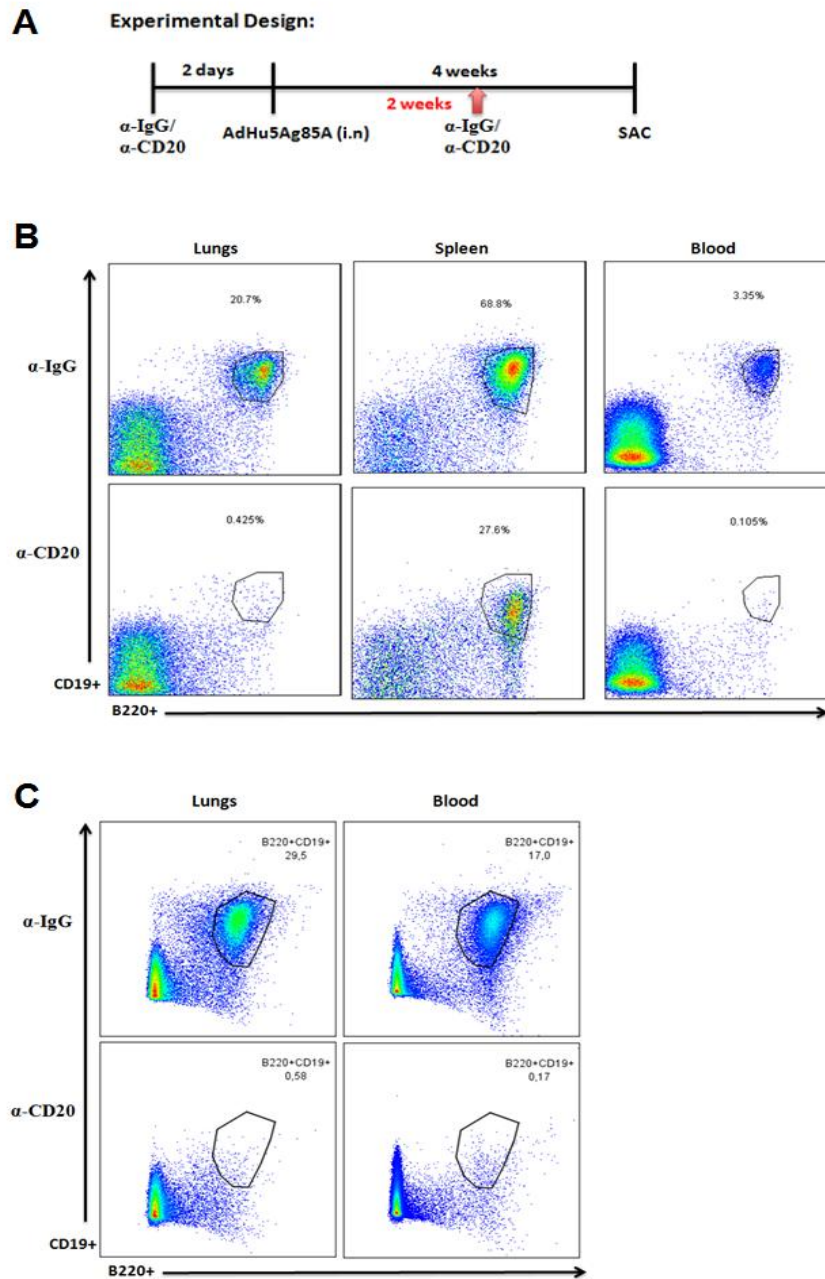 A
Experimental Design:
2 days
4 weeks
2 weeks
α-IgG/
α-CD20
AdHu5Ag85A (i.n)
α-IgG/
α-CD20
SAC
B
Lungs
Spleen
Blood
α-IgG
20.7%
68.8%
3.35%
α-CD20
0.425%
27.6%
0.105%
CD19+
B220+
C
Lungs
Blood
α-IgG
B220+CD19+
29,5
B220+CD19+
17,0
α-CD20
B220+CD19+
0,58
B220+CD19+
0,17
CD19+
B220+